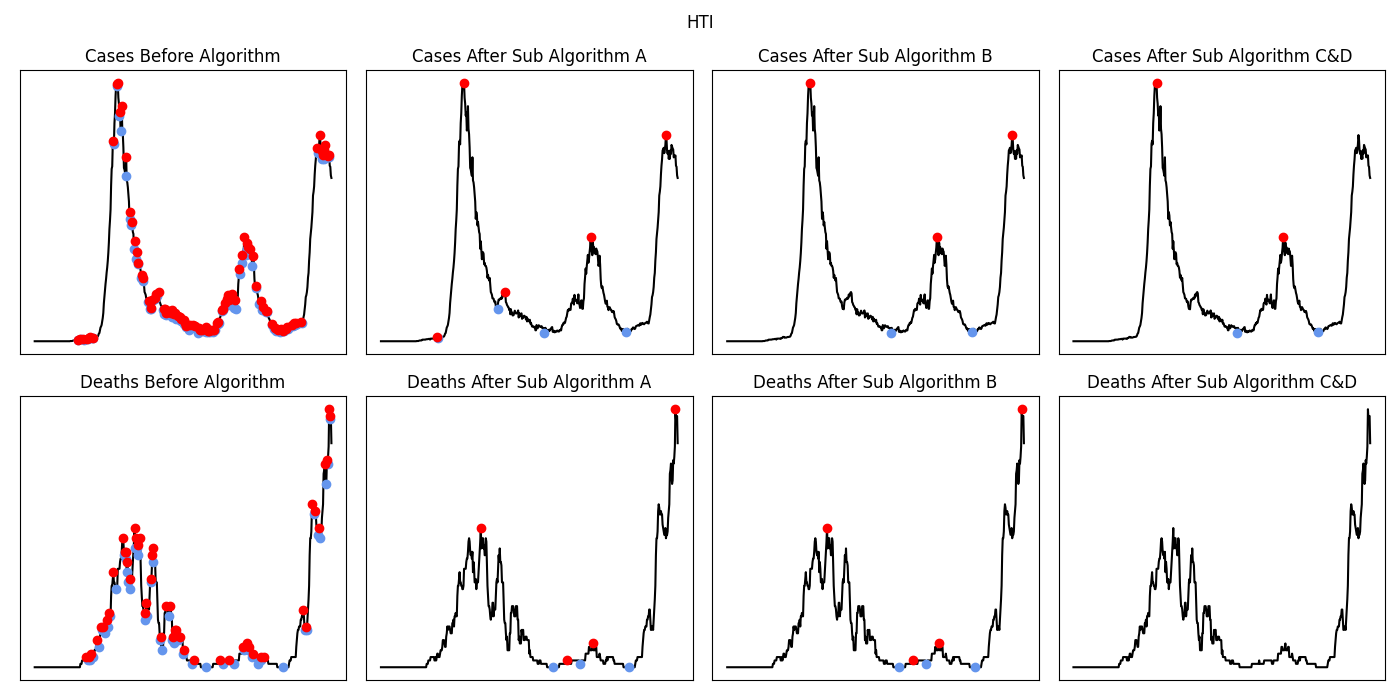 HTI
Cases Before Algorithm
Cases After Sub Algorithm A
Cases After Sub Algorithm B
Cases After Sub Algorithm C&D
Deaths Before Algorithm
Deaths After Sub Algorithm A
Deaths After Sub Algorithm B
Deaths After Sub Algorithm C&D